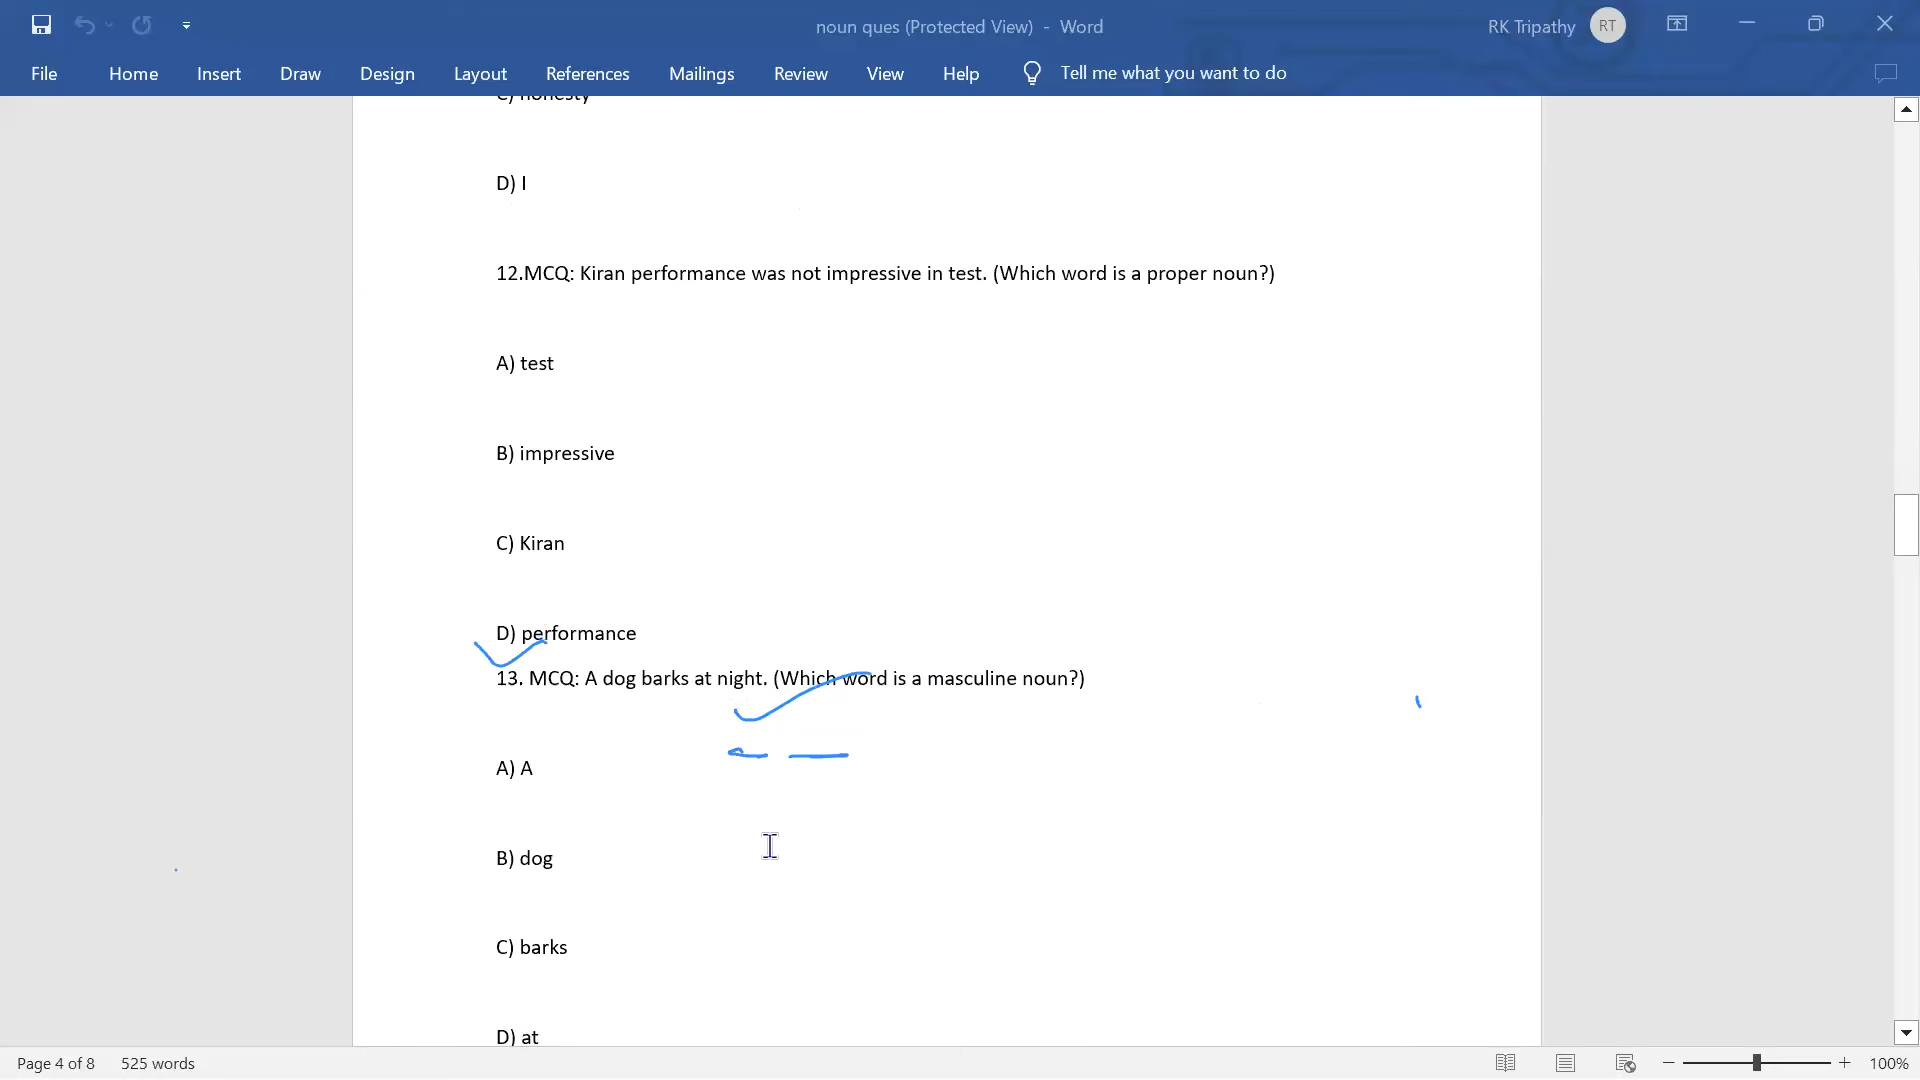 noun ques (Protected View) - Word
RK Tripathy RT
File Home Insert Draw Design Layout References Mailings Review View Help Tell me what you want to do
C) honesty
D) I
12.MCQ: Kiran performance was not impressive in test. (Which word is a proper noun?)
A) test
B) impressive
C) Kiran
D) performance
13. MCQ: A dog barks at night. (Which word is a masculine noun?)
A) A
B) dog
C) barks
D) at
Page 4 of 8 525 words
100%